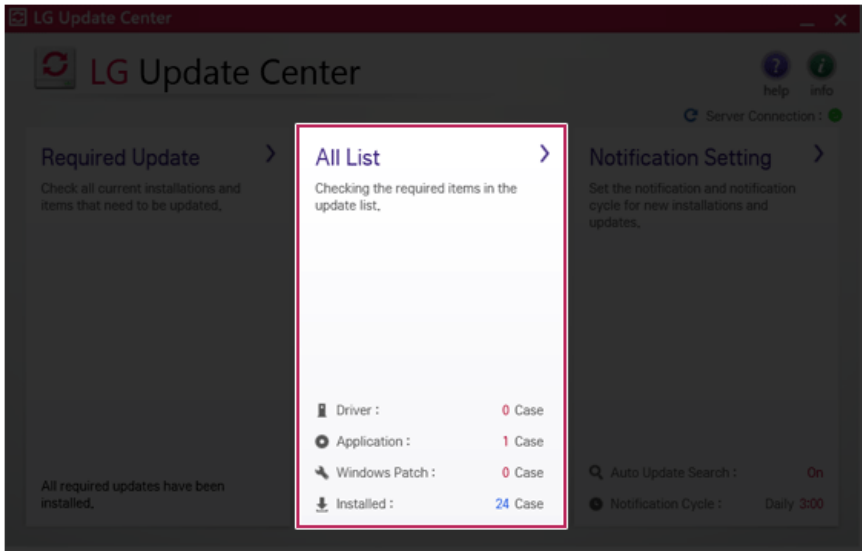 LG Update Center
LG Update Center
help info
Server Connection :
Required Update
Check all current installations and
items that need to be updated.
All required updates have been
installed.
All List
Checking the required items in the
update list.
Driver : 0 Case
Application : 1 Case
Windows Patch : 0 Case
Installed : 24 Case
Notification Setting
Set the notification and notification
cycle for new installations and
updates.
Auto Update Search : On
Notification Cycle : Daily 3:00